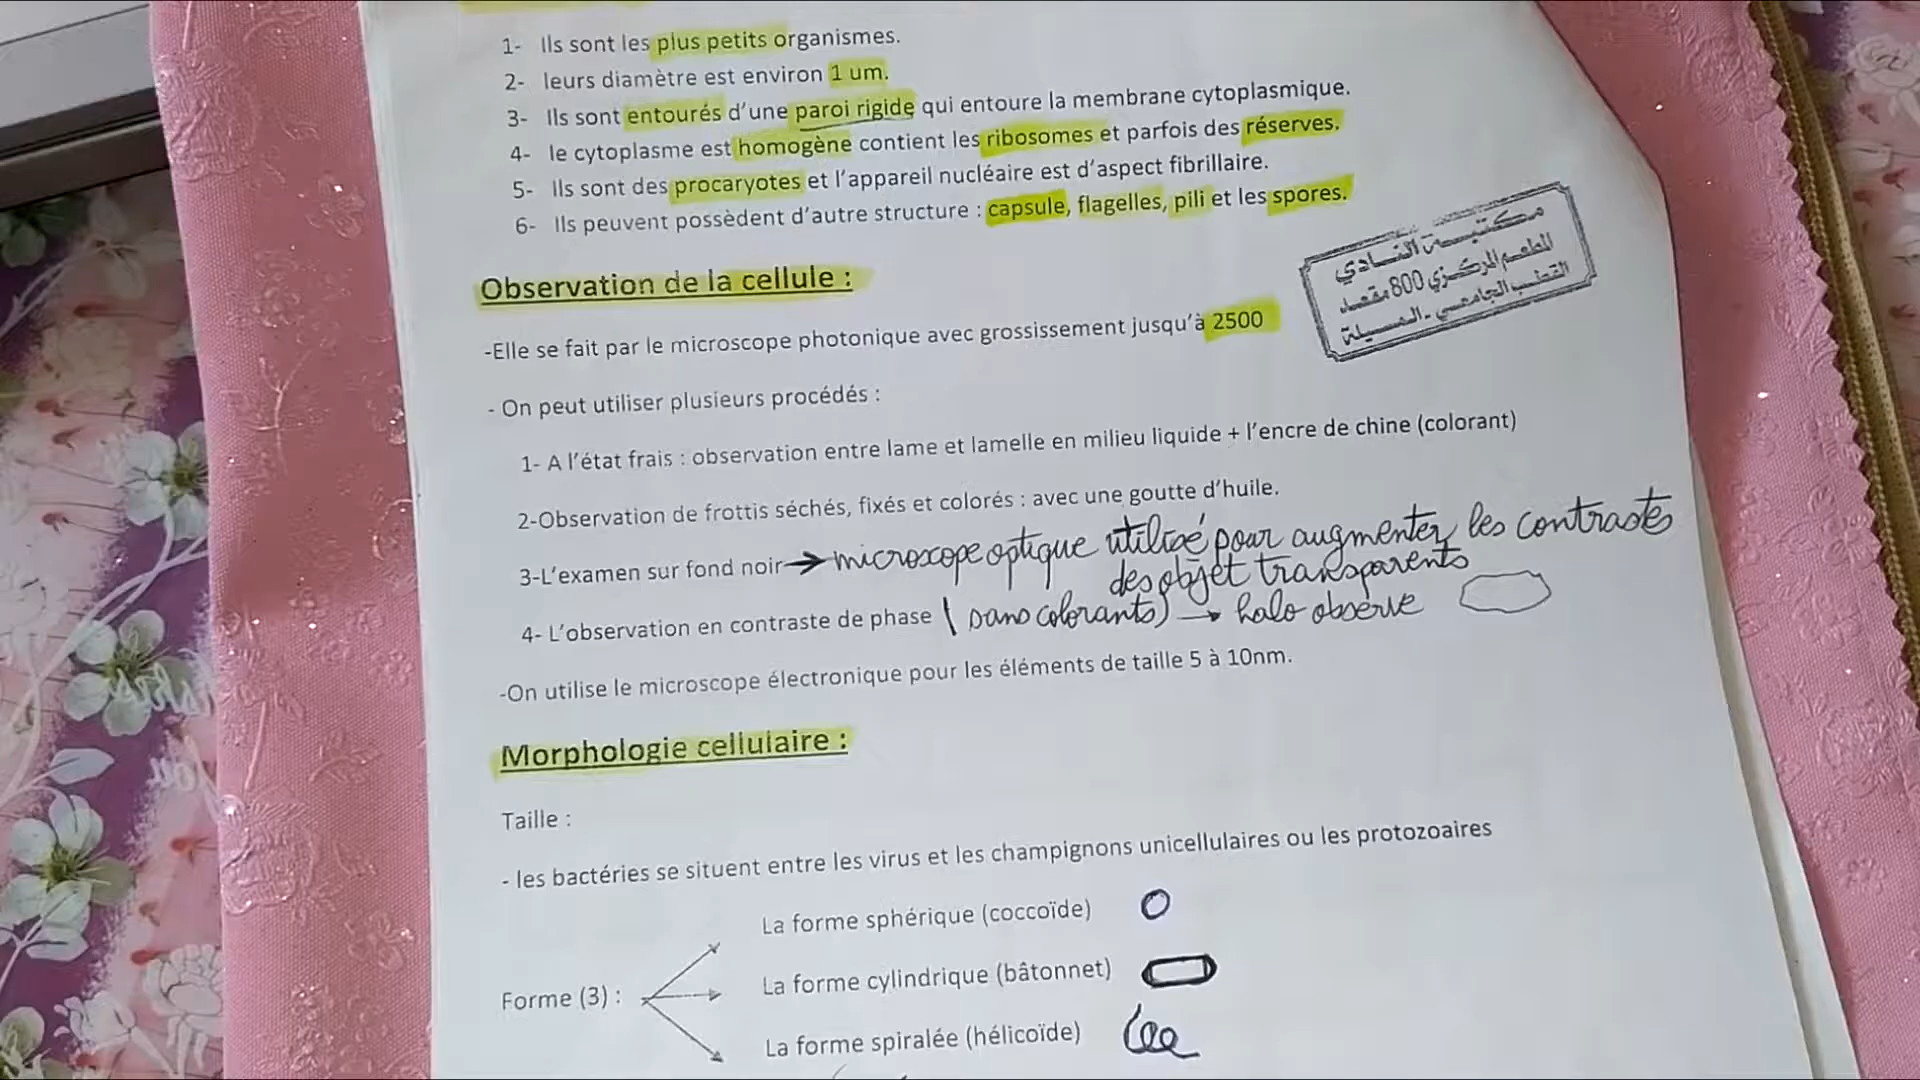 1- Ils sont les plus petits organismes.
2- leurs diamètre est environ 1 um.
3- Ils sont entourés d'une paroi rigide qui entoure la membrane cytoplasmique.
4- le cytoplasme est homogène contient les ribosomes et parfois des réserves.
5- Ils sont des procaryotes et l'appareil nucléaire est d'aspect fibrillaire.
6- Ils peuvent possèdent d'autre structure : capsule, flagelles, pili et les spores.
مكتبة النادي
المطعم المركزي 800 مقعد
القطب الجامعي - المسيلة
Observation de la cellule :
-Elle se fait par le microscope photonique avec grossissement jusqu'à 2500
- On peut utiliser plusieurs procédés :
1- A l'état frais : observation entre lame et lamelle en milieu liquide + l'encre de chine (colorant)
2-Observation de frottis séchés, fixés et colorés : avec une goutte d'huile.
3-L'examen sur fond noir → microscope optique utilisé pour augmenter les contrastes
des objet transparents
4- L'observation en contraste de phase ( sans colorants) → halo observe
-On utilise le microscope électronique pour les éléments de taille 5 à 10nm.
Morphologie cellulaire :
Taille :
- les bactéries se situent entre les virus et les champignons unicellulaires ou les protozoaires
La forme sphérique (coccoïde)
Forme (3) :
La forme cylindrique (bâtonnet)
La forme spiralée (hélicoïde)